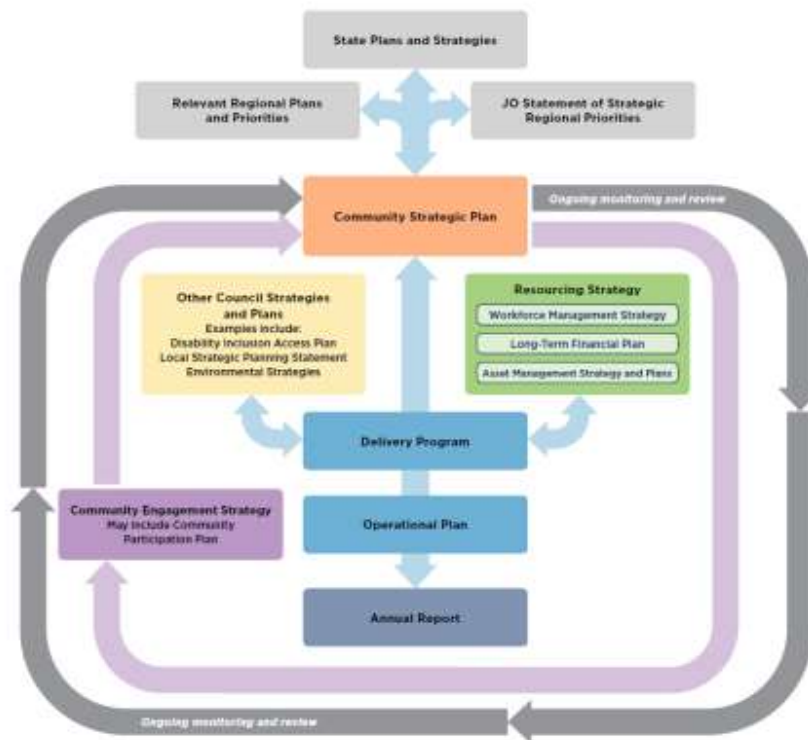 State Plans and Strategies
Relevant Regional Plans
and Priorities
JO Statement of Strategic
Regional Priorities
Community Strategic Plan
Ongoing monitoring and review
Other Council Strategies
and Plans
Examples include:
Disability Inclusion Access Plan
Local Strategic Planning Statement
Environmental Strategies
Resourcing Strategy
Workforce Management Strategy
Long-Term Financial Plan
Asset Management Strategy and Plans
Delivery Program
Community Engagement Strategy
May Include Community
Participation Plan
Operational Plan
Annual Report
Ongoing monitoring and review